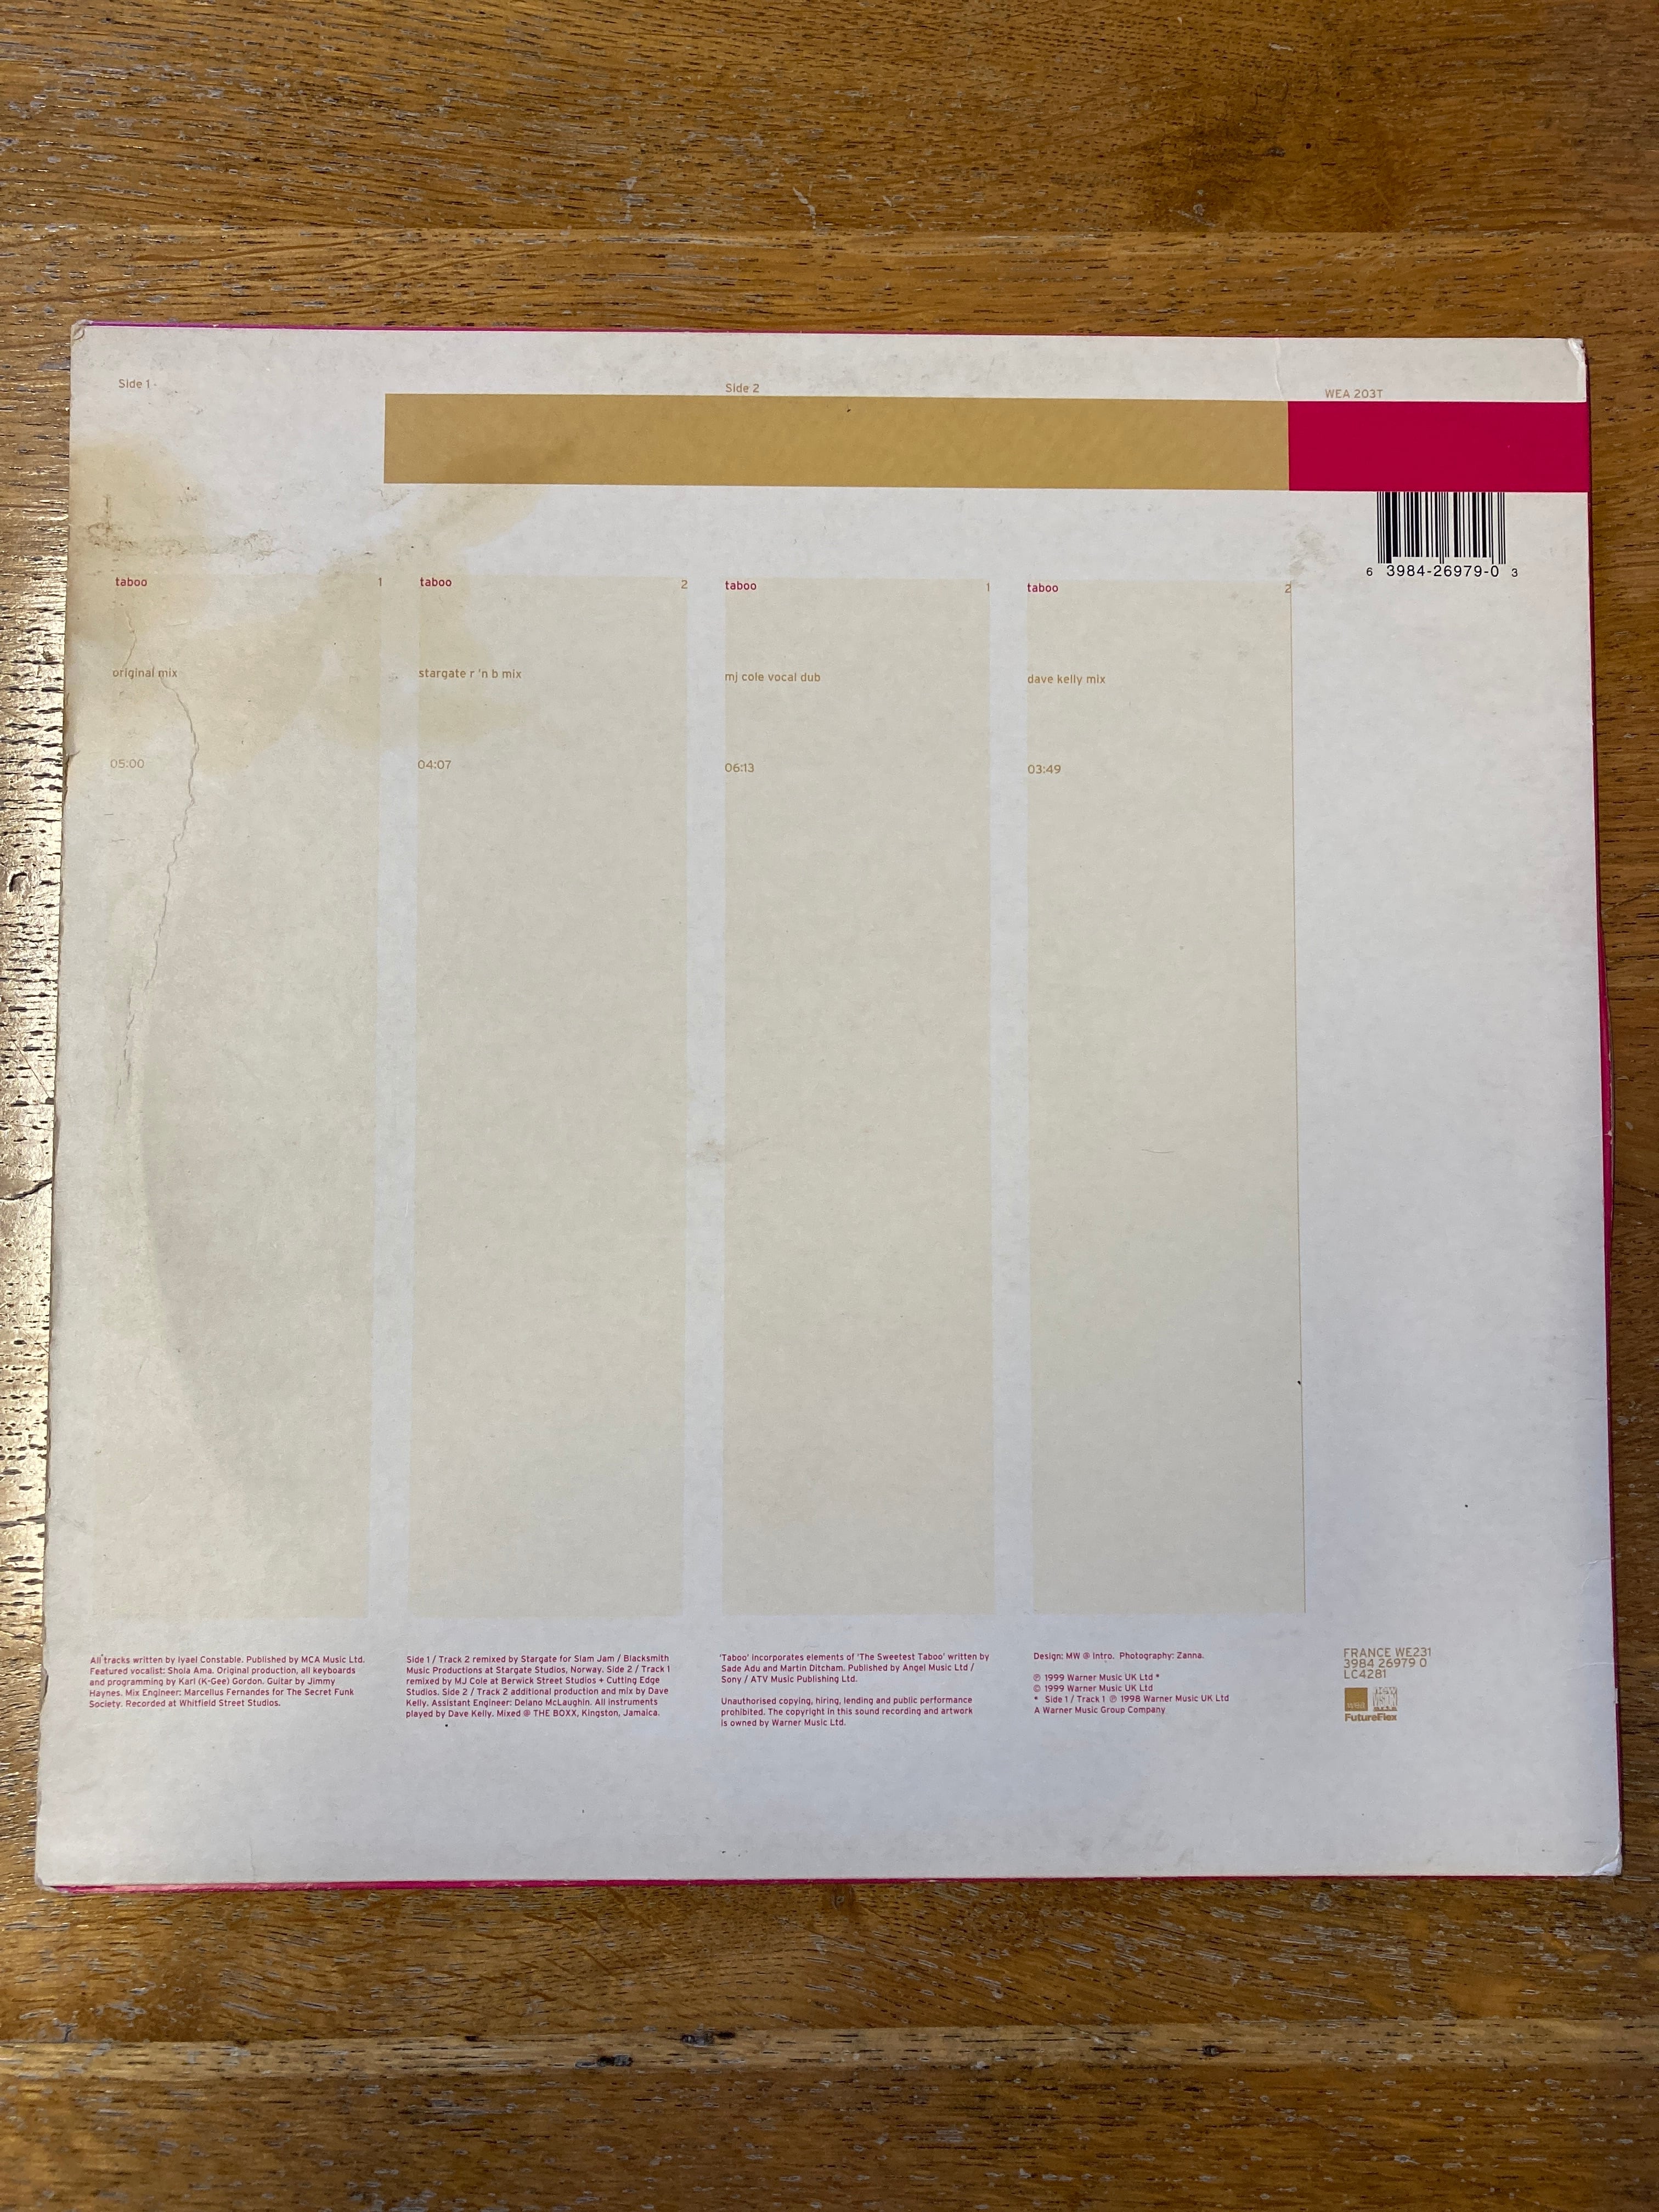 Side 1 -
Side 2
WEA 203T
6 3984-26979-0 3
taboo 1
original mix
05:00
taboo 2
stargate r 'n b mix
04:07
taboo 1
mj cole vocal dub
06:13
taboo 2
dave kelly mix
03:49
All tracks written by Iyael Constable. Published by MCA Music Ltd.
Featured vocalist: Shola Ama. Original production, all keyboards
and programming by Karl (K-Gee) Gordon. Guitar by Jimmy
Haynes. Mix Engineer: Marcellus Fernandes for The Secret Funk
Society. Recorded at Whitfield Street Studios.
Side 1 / Track 2 remixed by Stargate for Slam Jam / Blacksmith
Music Productions at Stargate Studios, Norway. Side 2 / Track 1
remixed by MJ Cole at Berwick Street Studios + Cutting Edge
Studios. Side 2 / Track 2 additional production and mix by Dave
Kelly. Assistant Engineer: Delano McLaughin. All instruments
played by Dave Kelly. Mixed @ THE BOXX, Kingston, Jamaica.
'Taboo' incorporates elements of 'The Sweetest Taboo' written by
Sade Adu and Martin Ditcham. Published by Angel Music Ltd /
Sony / ATV Music Publishing Ltd.
Unauthorised copying, hiring, lending and public performance
prohibited. The copyright in this sound recording and artwork
is owned by Warner Music Ltd.
Design: MW @ Intro. Photography: Zanna.
℗ 1999 Warner Music UK Ltd *
© 1999 Warner Music UK Ltd
* Side 1 / Track 1 ℗ 1998 Warner Music UK Ltd
A Warner Music Group Company
FRANCE WE231
3984 26979 0
LC4281
FutureFlex